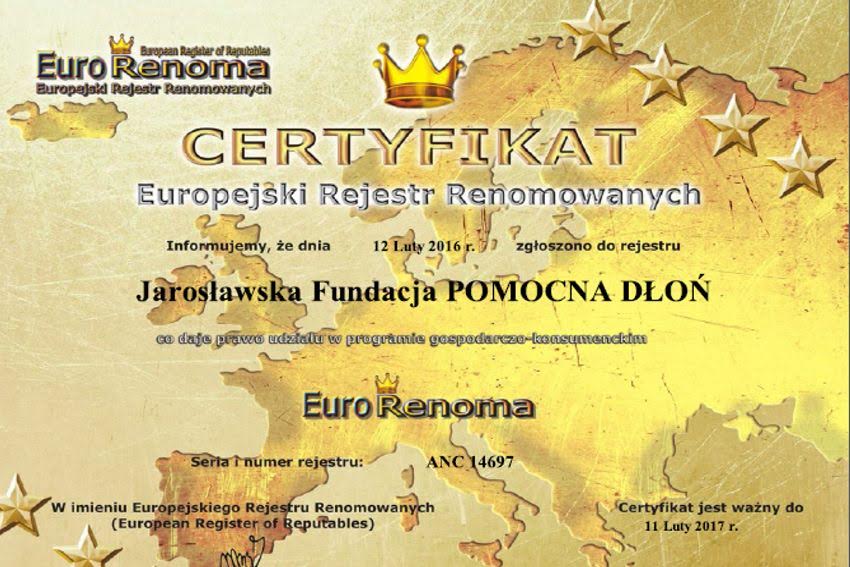 European Register of Reputables
Euro Renoma
Europejski Rejestr Renomowanych
CERTYFIKAT
Europejski Rejestr Renomowanych
Informujemy, że dnia 12 Luty 2016 r. zgłoszono do rejestru
Jarosławska Fundacja POMOCNA DŁOŃ
co daje prawo udziału w programie gospodarczo-konsumenckim
Euro Renoma
Seria i numer rejestru: ANC 14697
W imieniu Europejskiego Rejestru Renomowanych
(European Register of Reputables)
Certyfikat jest ważny do
11 Luty 2017 r.